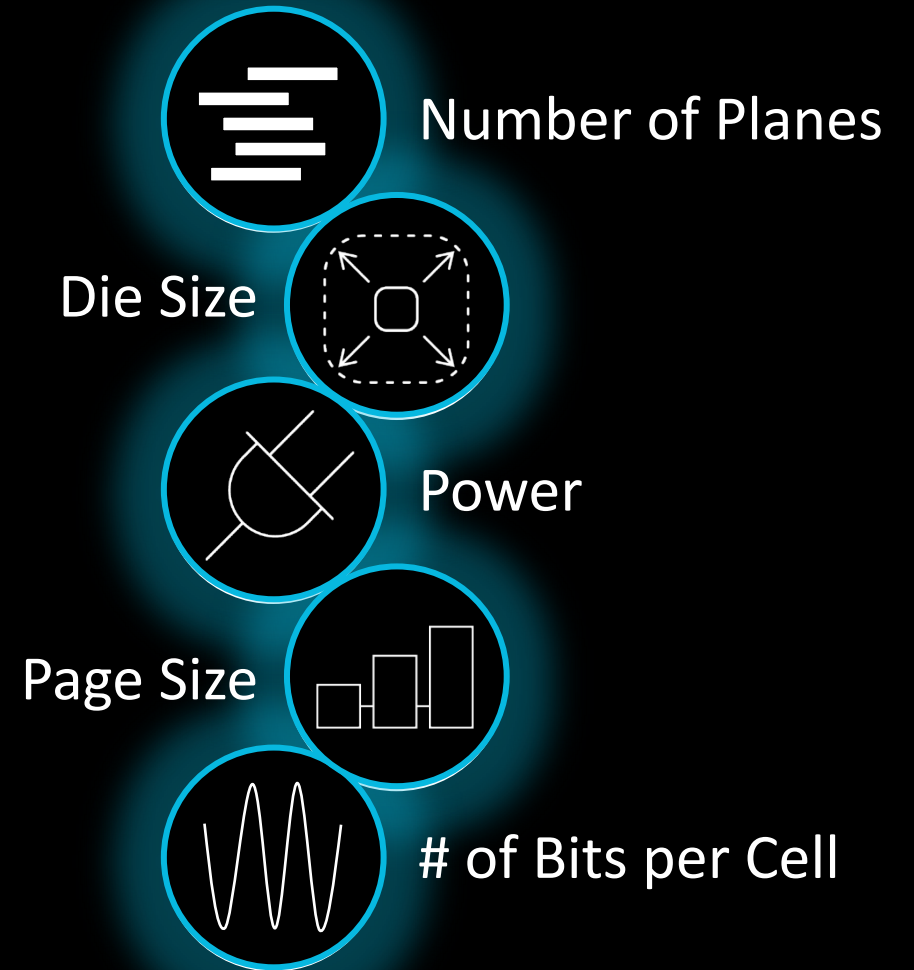 Number of Planes
Die Size
Power
Page Size
# of Bits per Cell